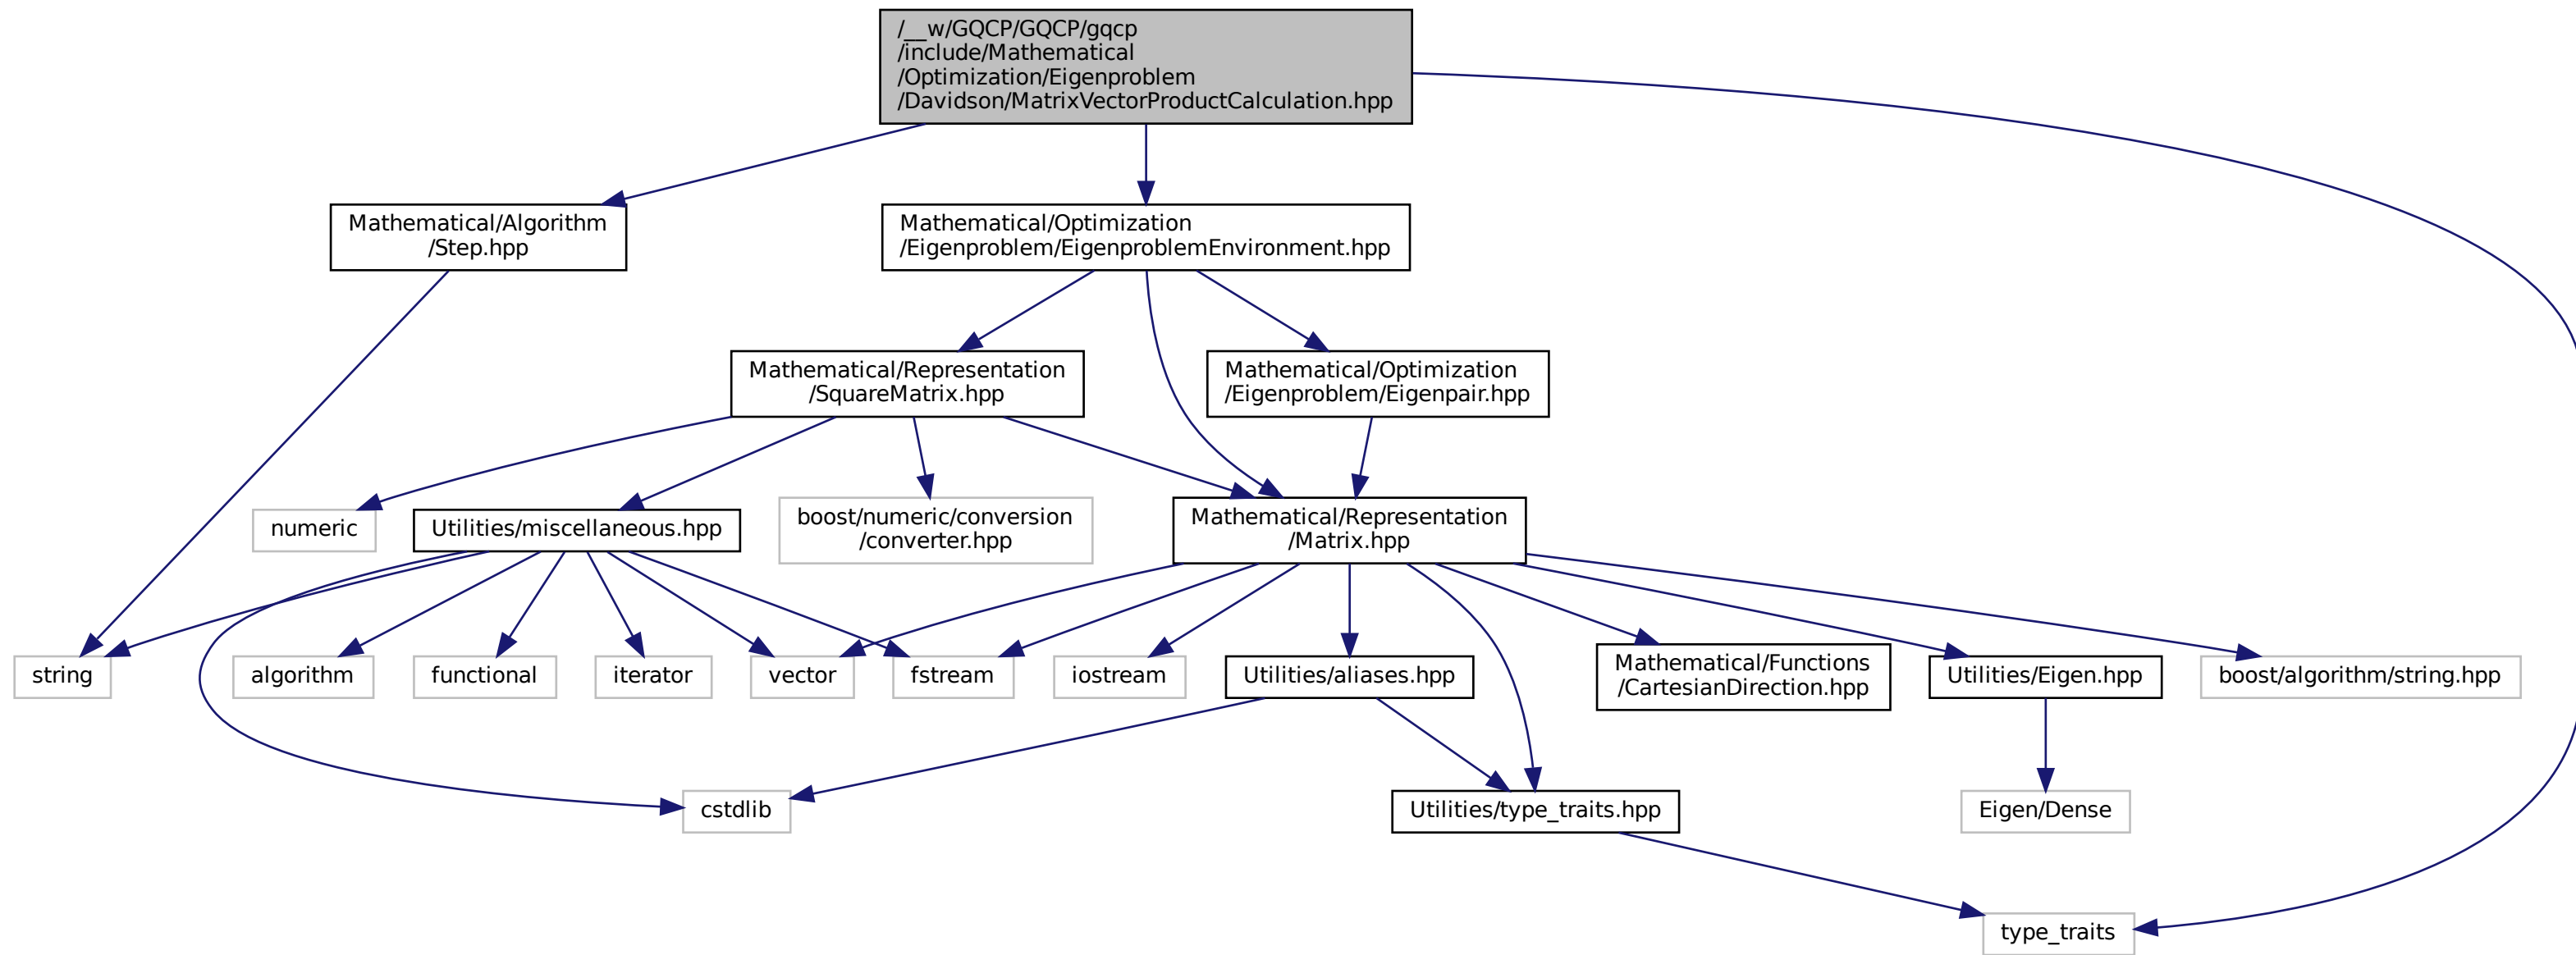 /__w/GQCP/GQCP/gqcp
/include/Mathematical
/Optimization/Eigenproblem
/Davidson/MatrixVectorProductCalculation.hpp
Mathematical/Algorithm
/Step.hpp
Mathematical/Optimization
/Eigenproblem/EigenproblemEnvironment.hpp
Mathematical/Representation
/SquareMatrix.hpp
Mathematical/Optimization
/Eigenproblem/Eigenpair.hpp
numeric
Utilities/miscellaneous.hpp
boost/numeric/conversion
/converter.hpp
Mathematical/Representation
/Matrix.hpp
string
algorithm
functional
iterator
vector
fstream
iostream
Utilities/aliases.hpp
Mathematical/Functions
/CartesianDirection.hpp
Utilities/Eigen.hpp
boost/algorithm/string.hpp
cstdlib
Utilities/type_traits.hpp
Eigen/Dense
type_traits